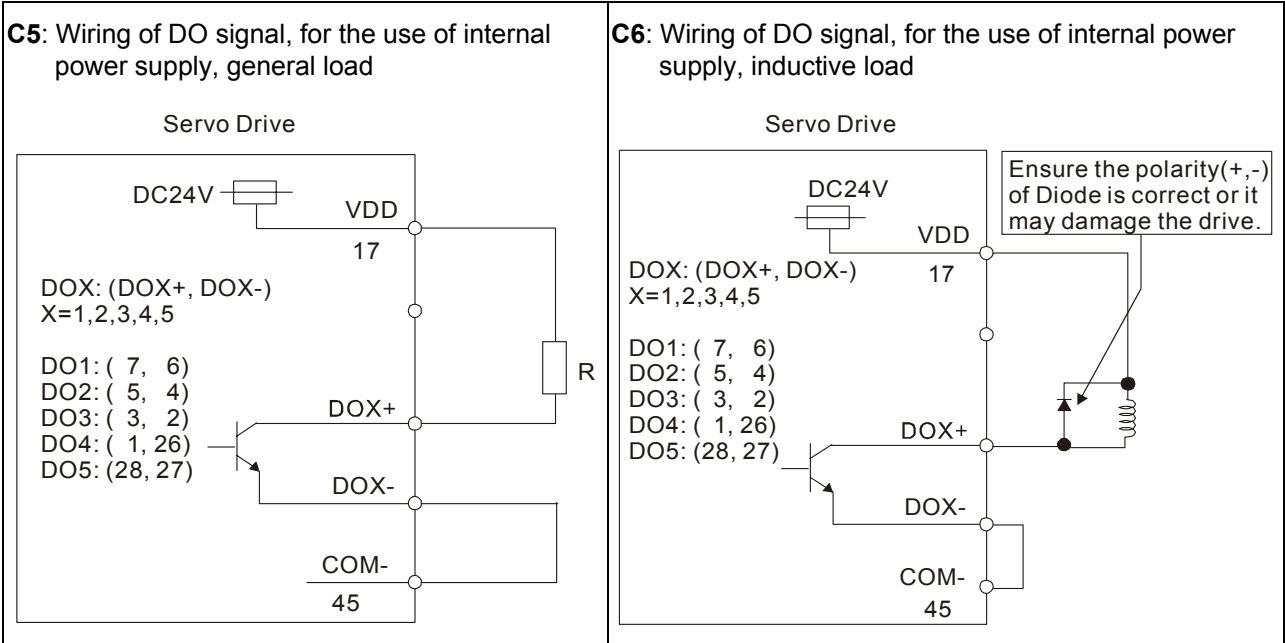 C5: Wiring of DO signal, for the use of internal
power supply, general load
Servo Drive
DC24V
VDD
17
DOX: (DOX+, DOX-)
X=1,2,3,4,5
DO1: ( 7, 6)
DO2: ( 5, 4)
DO3: ( 3, 2)
DO4: ( 1, 26)
DO5: (28, 27)
R
DOX+
DOX-
COM-
45
C6: Wiring of DO signal, for the use of internal power
supply, inductive load
Servo Drive
Ensure the polarity(+,-)
of Diode is correct or it
may damage the drive.
DC24V
VDD
17
DOX: (DOX+, DOX-)
X=1,2,3,4,5
DO1: ( 7, 6)
DO2: ( 5, 4)
DO3: ( 3, 2)
DO4: ( 1, 26)
DO5: (28, 27)
DOX+
DOX-
COM-
45